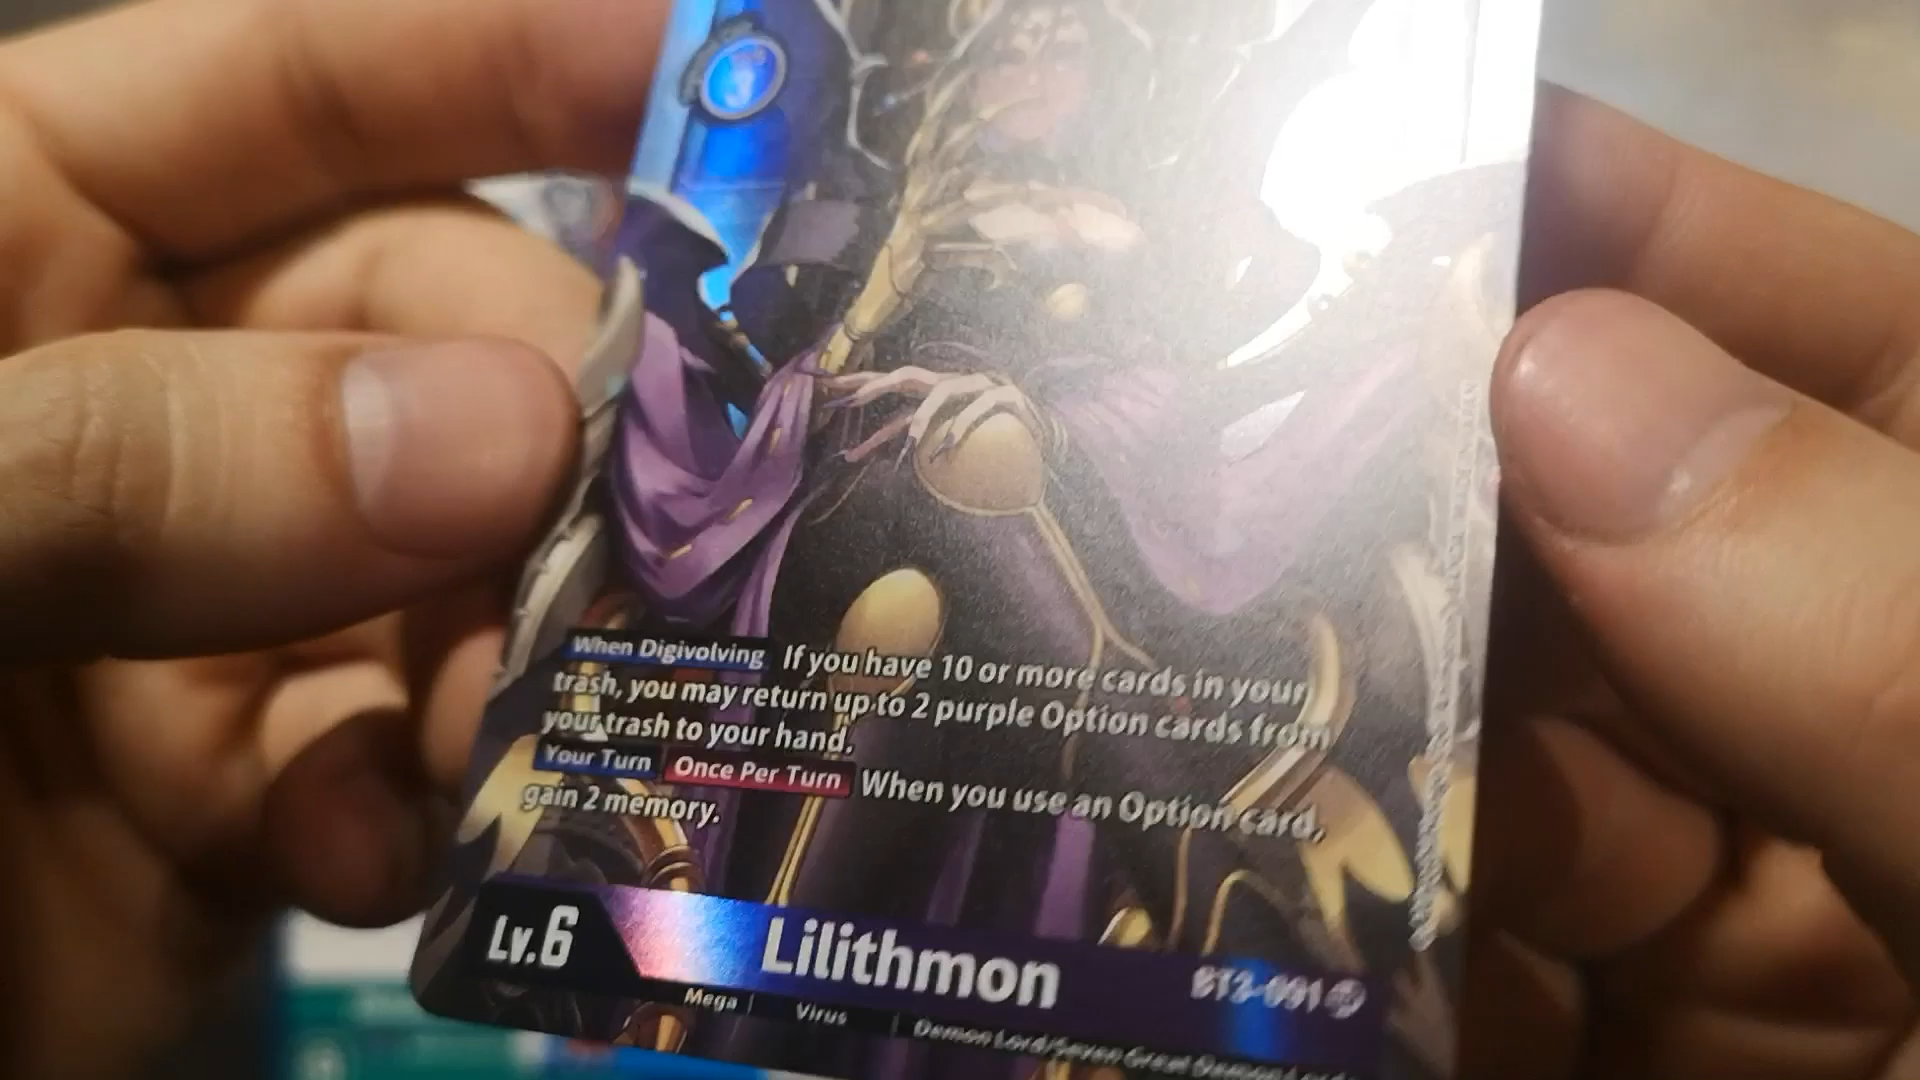 3
When Digivolving If you have 10 or more cards in your
trash, you may return up to 2 purple Option cards from
your trash to your hand.
Your Turn Once Per Turn When you use an Option card,
gain 2 memory.
Lv.6 Lilithmon BT3-091
Mega | Virus | Demon Lord/Seven Great Demon Lords